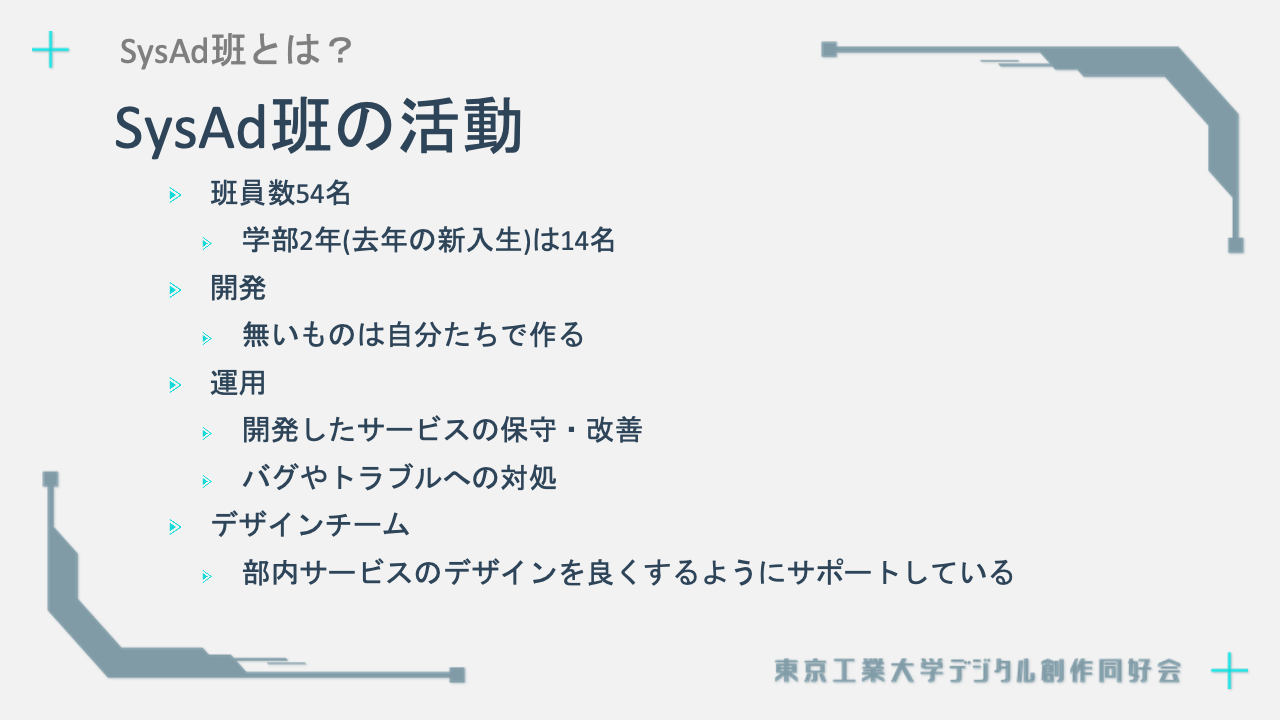 SysAd班とは？
SysAd班の活動
班員数54名
学部2年(去年の新入生)は14名
開発
無いものは自分たちで作る
運用
開発したサービスの保守・改善
バグやトラブルへの対処
デザインチーム
部内サービスのデザインを良くするようにサポートしている
東京工業大学デジタル創作同好会